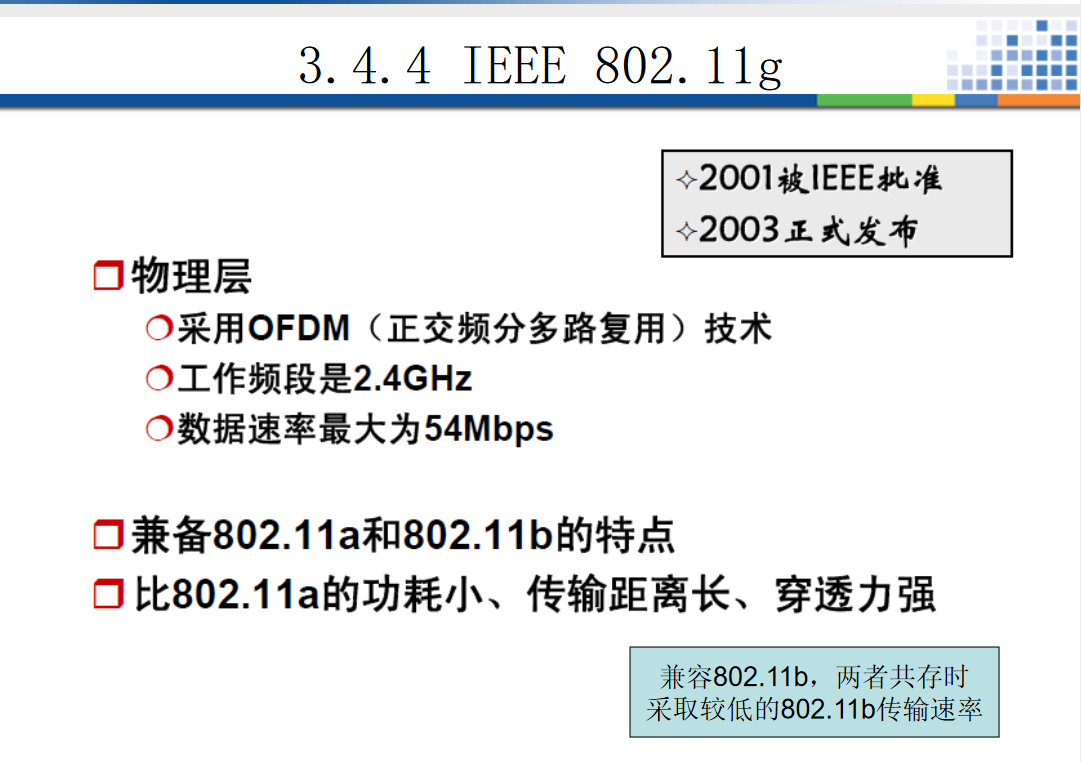 3.4.4 IEEE 802.11g
✧2001被IEEE批准
✧2003正式发布
❒物理层
❍采用OFDM（正交频分多路复用）技术
❍工作频段是2.4GHz
❍数据速率最大为54Mbps
❒兼备802.11a和802.11b的特点
❒比802.11a的功耗小、传输距离长、穿透力强
兼容802.11b，两者共存时
采取较低的802.11b传输速率